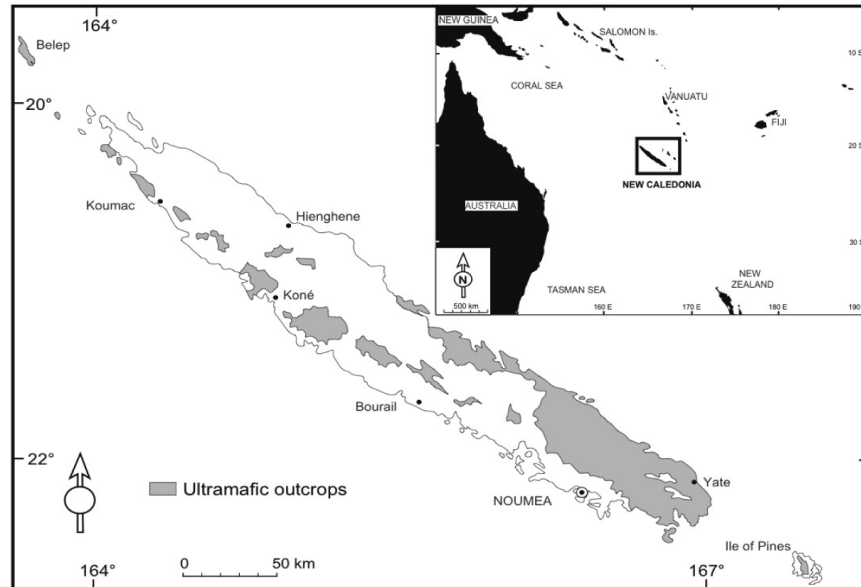 164°
Belep
20°
Koumac
Hienghene
Koné
Bourail
22°
Ultramafic outcrops
NOUMEA
Yate
Ile of Pines
0
50 km
164°
167°
NEW GUINEA
SALOMON Is.
10 S
CORAL SEA
VANUATU
FIJI
20 S
NEW CALEDONIA
AUSTRALIA
30 S
N
500 km
TASMAN SEA
NEW
ZEALAND
160 E
170 E
180 E
190